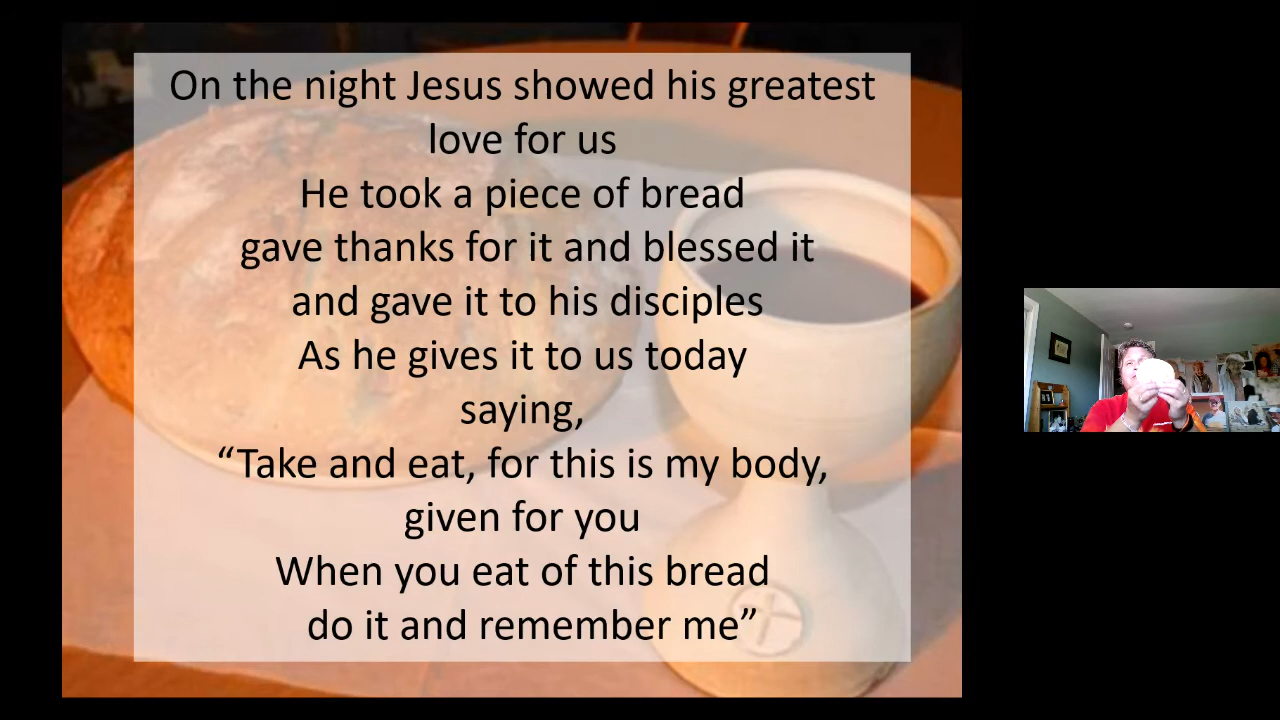 On the night Jesus showed his greatest
love for us
He took a piece of bread
gave thanks for it and blessed it
and gave it to his disciples
As he gives it to us today
saying,
“Take and eat, for this is my body,
given for you
When you eat of this bread
do it and remember me”